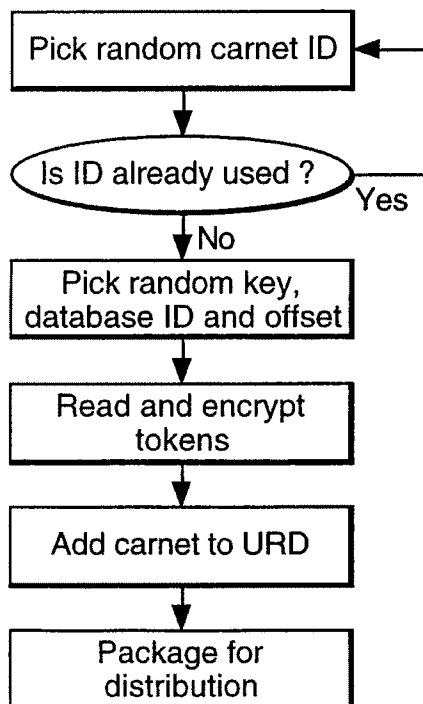 Pick random carnet ID
Is ID already used ?
Yes
No
Pick random key,
database ID and offset
Read and encrypt
tokens
Add carnet to URD
Package for
distribution